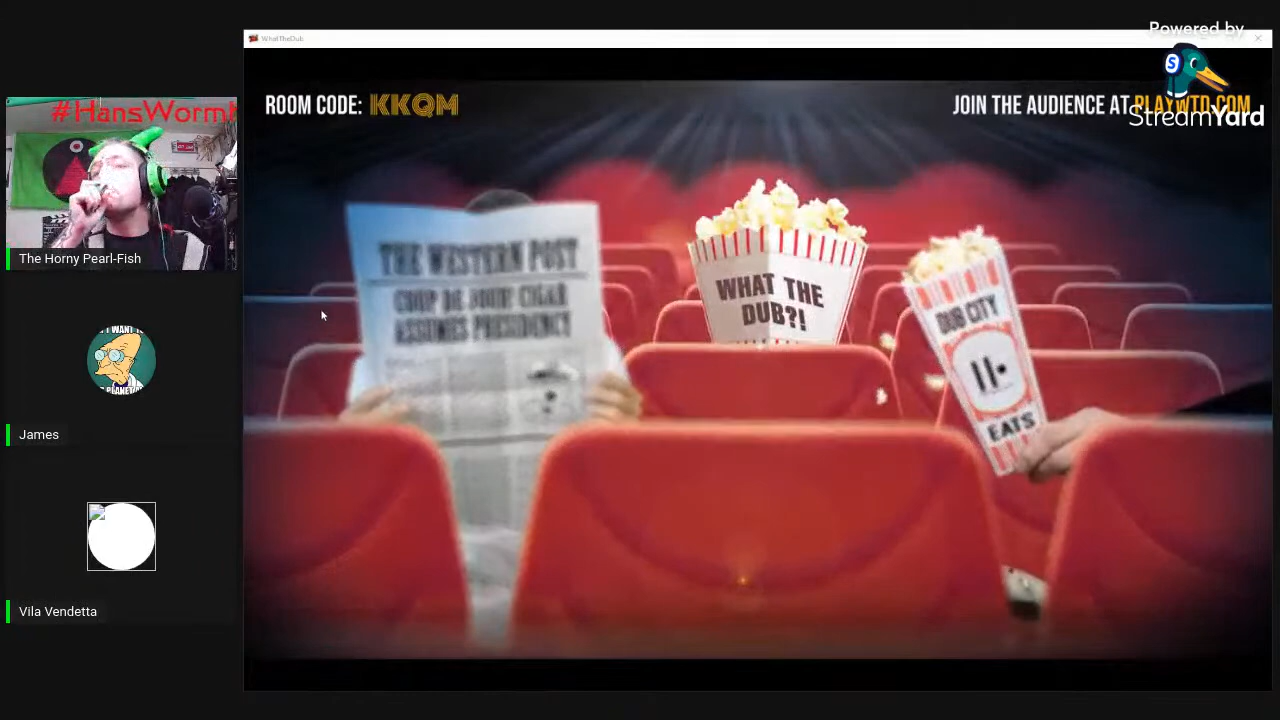 WhatTheDub
Powered by
StreamYard
ROOM CODE: KKQM
JOIN THE AUDIENCE AT PLAYWTD.COM
#HansWorm
The Horny Pearl-Fish
James
Vila Vendetta
THE WESTERN POST
COUP DE JOUR CIGAR
ASSUMES PRESIDENCY
WHAT THE
DUB?!
DUB CITY
EATS